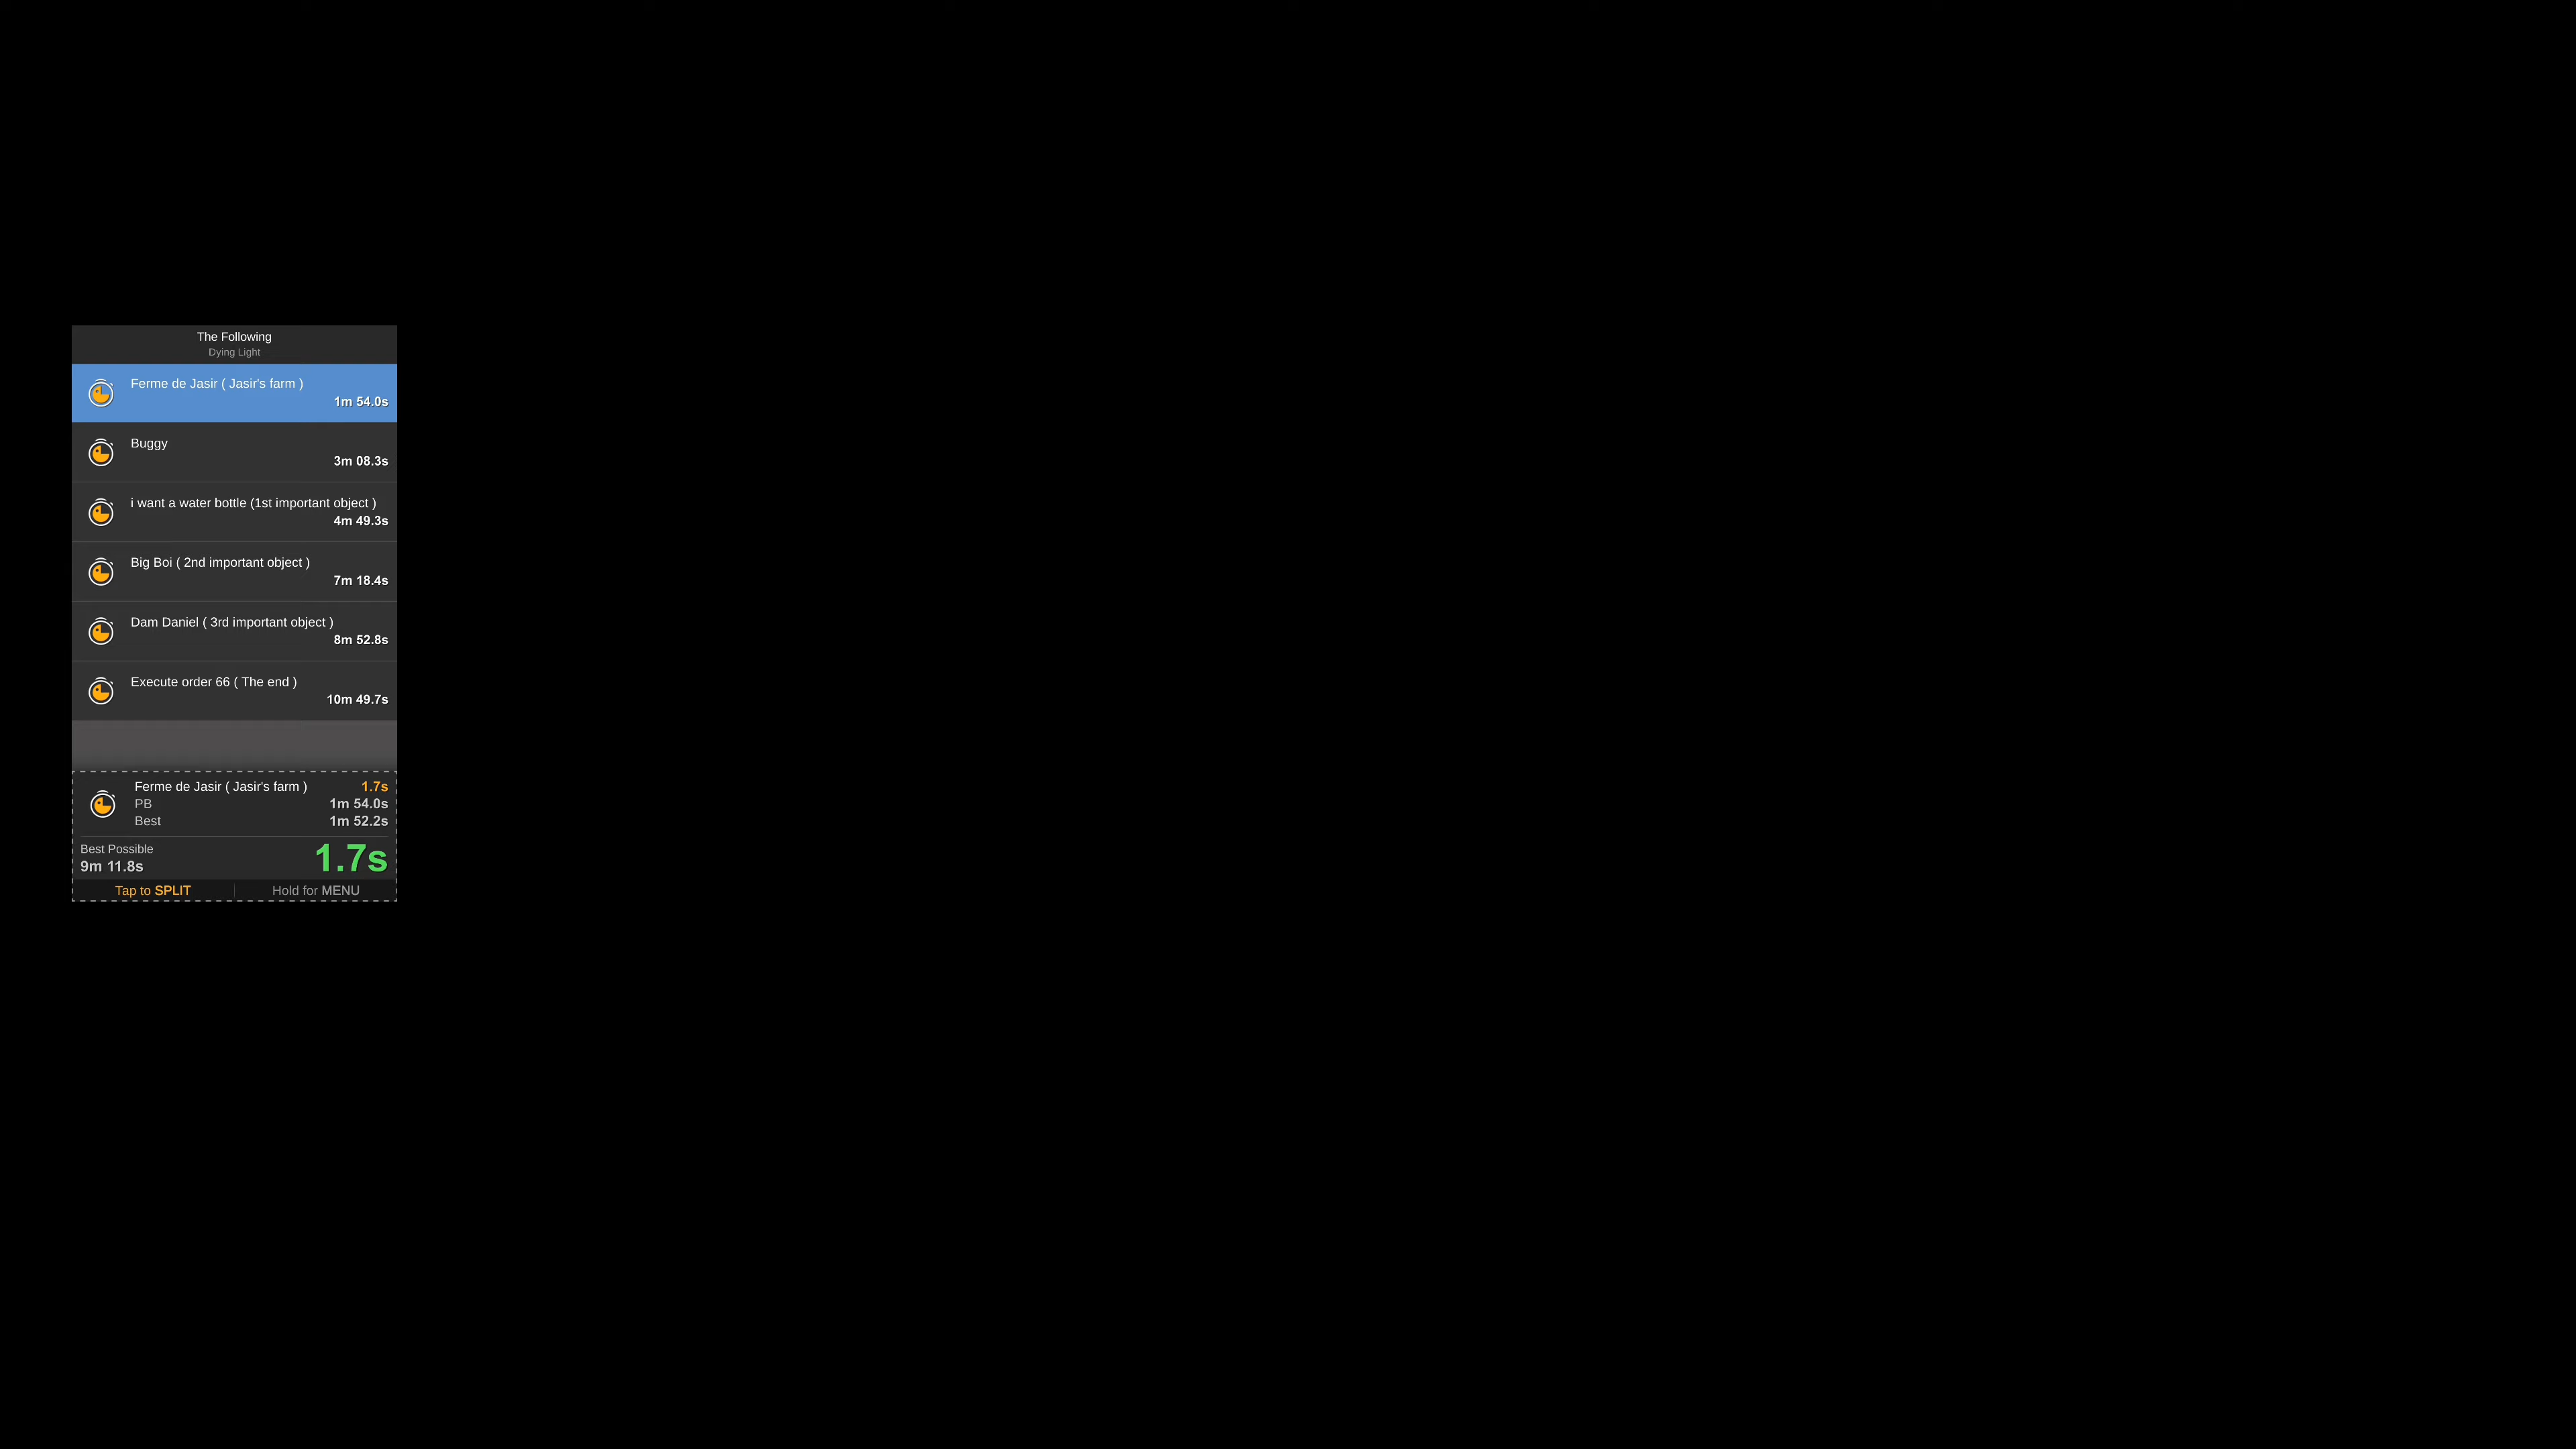 The Following
Dying Light
Ferme de Jasir ( Jasir's farm )
1m 54.0s
Buggy
3m 08.3s
i want a water bottle (1st important object )
4m 49.3s
Big Boi ( 2nd important object )
7m 18.4s
Dam Daniel ( 3rd important object )
8m 52.8s
Execute order 66 ( The end )
10m 49.7s
Ferme de Jasir ( Jasir's farm ) 1.7s
PB 1m 54.0s
Best 1m 52.2s
Best Possible
9m 11.8s
1.7s
Tap to SPLIT Hold for MENU